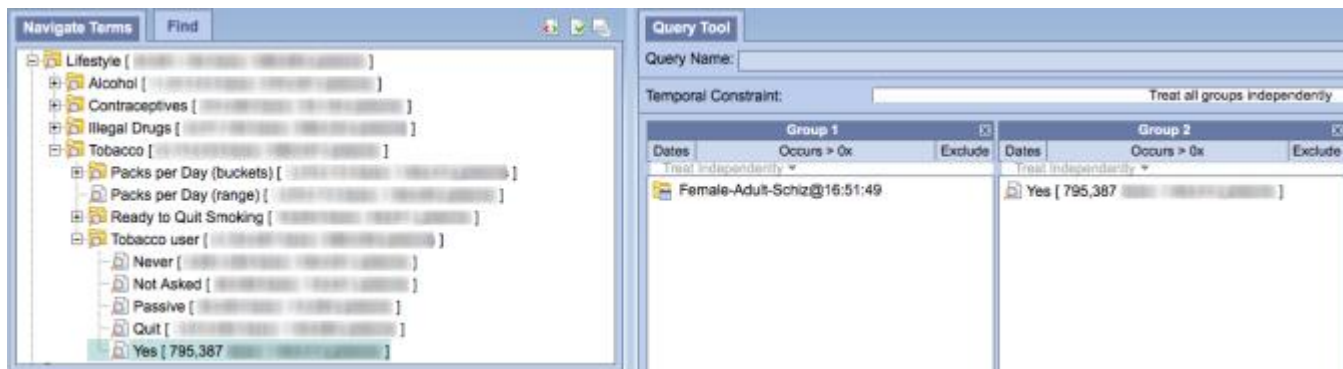 Navigate Terms
Find
Lifestyle [ ]
Alcohol [ ]
Contraceptives [ ]
Illegal Drugs [ ]
Tobacco [ ]
Packs per Day (buckets) [ ]
Packs per Day (range) [ ]
Ready to Quit Smoking [ ]
Tobacco user [ ]
Never [ ]
Not Asked [ ]
Passive [ ]
Quit [ ]
Yes [ 795,387 ]
Query Tool
Query Name:
Temporal Constraint: Treat all groups independently
Group 1
Dates Occurs > 0x Exclude
Treat Independently
Female-Adult-Schiz@16:51:49
Group 2
Dates Occurs > 0x Exclude
Treat Independently
Yes [ 795,387 ]